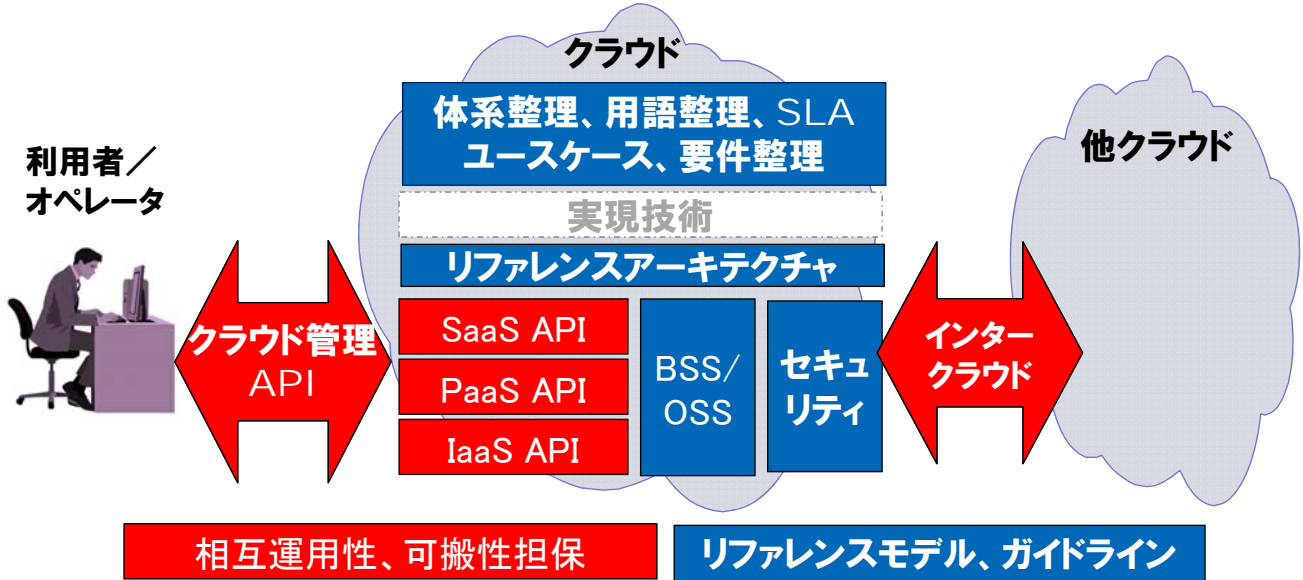 クラウド
体系整理、用語整理、SLA
ユースケース、要件整理
他クラウド
利用者／
オペレータ
実現技術
リファレンスアーキテクチャ
クラウド管理
API
SaaS API
PaaS API
IaaS API
BSS/
OSS
セキュ
リティ
インター
クラウド
相互運用性、可搬性担保
リファレンスモデル、ガイドライン